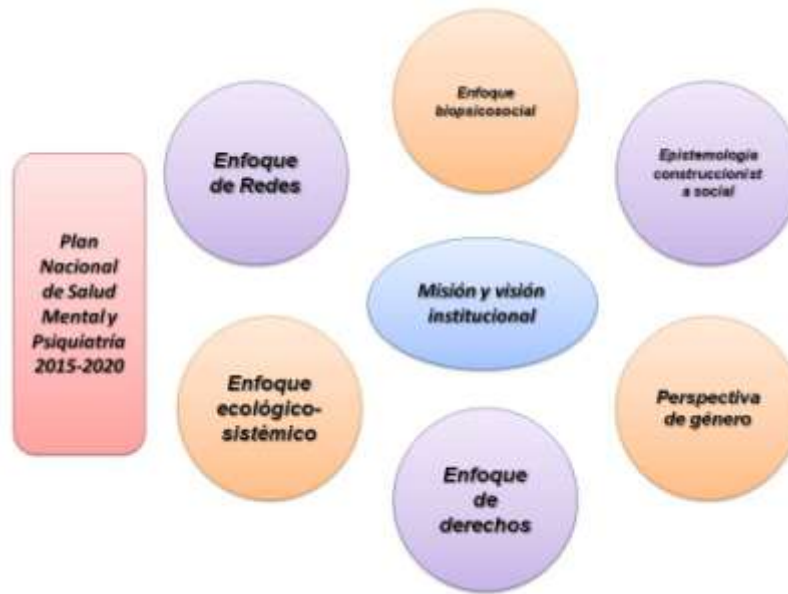 Plan
Nacional
de Salud
Mental y
Psiquiatría
2015-2020
Enfoque
de Redes
Enfoque
biopsicosocial
Epistemología
construccionist
a social
Misión y visión
institucional
Enfoque
ecológico-
sistémico
Perspectiva
de género
Enfoque
de
derechos